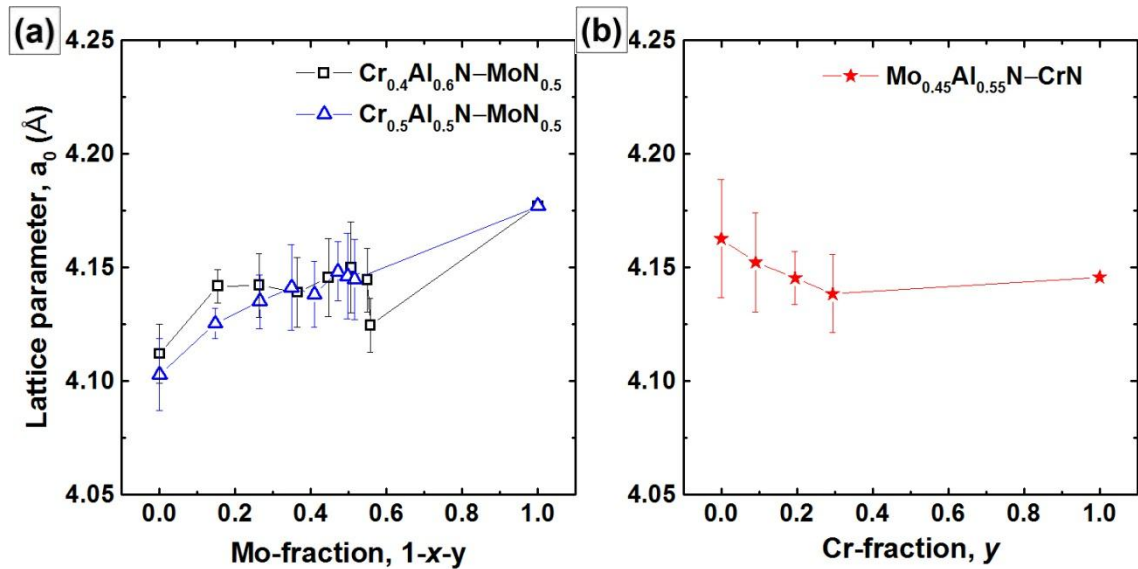 (a)
4.25
4.20
4.15
4.10
4.05
Lattice parameter, a₀ (Å)
Cr₀.₄Al₀.₆N–MoN₀.₅
Cr₀.₅Al₀.₅N–MoN₀.₅
0.0 0.2 0.4 0.6 0.8 1.0
Mo-fraction, 1-x-y
(b)
4.25
4.20
4.15
4.10
4.05
Mo₀.₄₅Al₀.₅₅N–CrN
0.0 0.2 0.4 0.6 0.8 1.0
Cr-fraction, y